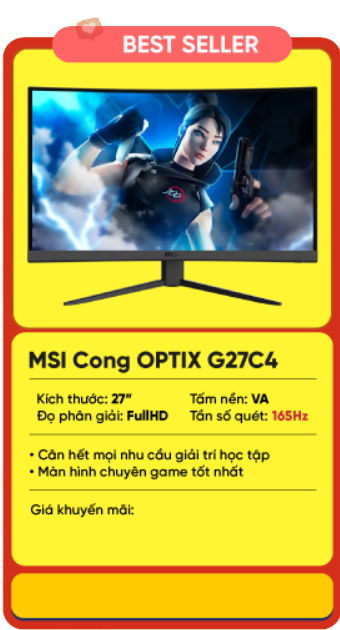 BEST SELLER
MSI Cong OPTIX G27C4
Kích thước: 27" Tấm nền: VA
Đọ phân giải: FullHD Tần số quét: 165Hz
• Cân hết mọi nhu cầu giải trí học tập
• Màn hình chuyên game tốt nhất
Giá khuyến mãi: